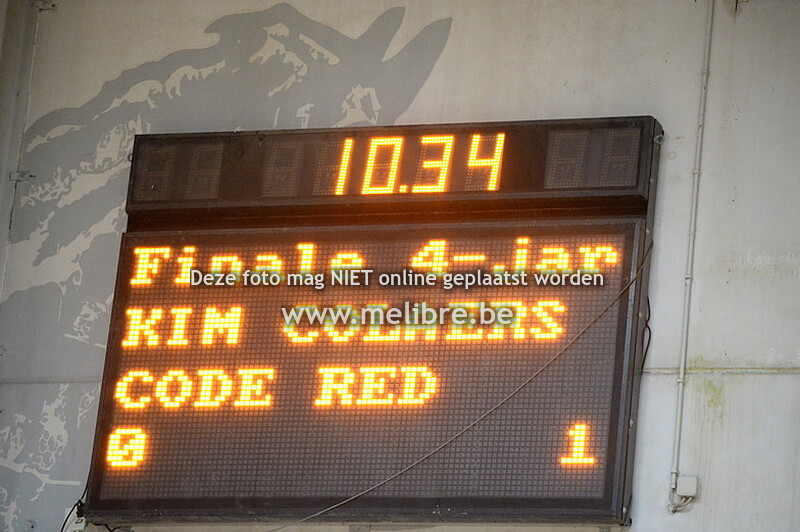 10.34
Finale 4-jar
Deze foto mag NIET online geplaatst worden
KIM COLAERS
www.melibre.be
CODE RED
0 1